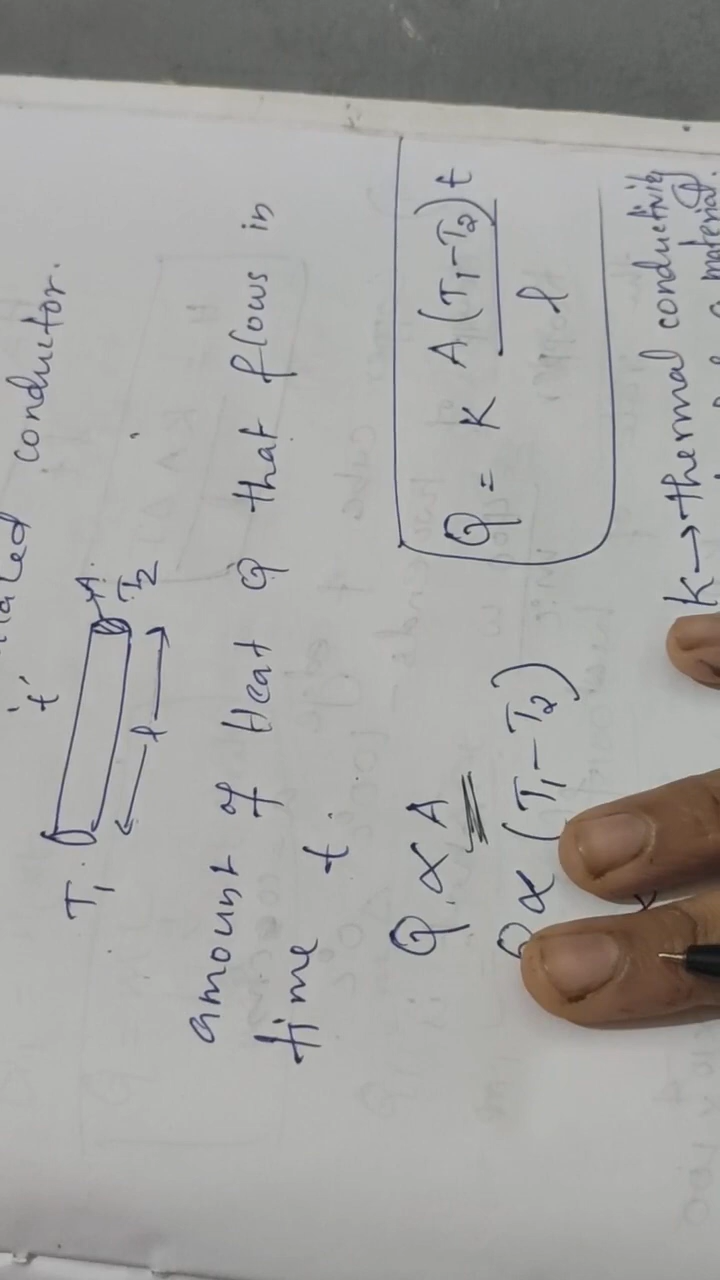 conductor.
't'
T₁ A. T₂
l
amount of Heat Q that flows in
time t.
Q ∝ A
Q ∝ (T₁-T₂)
Q = K A(T₁-T₂)t / l
K → thermal conductivity
material.